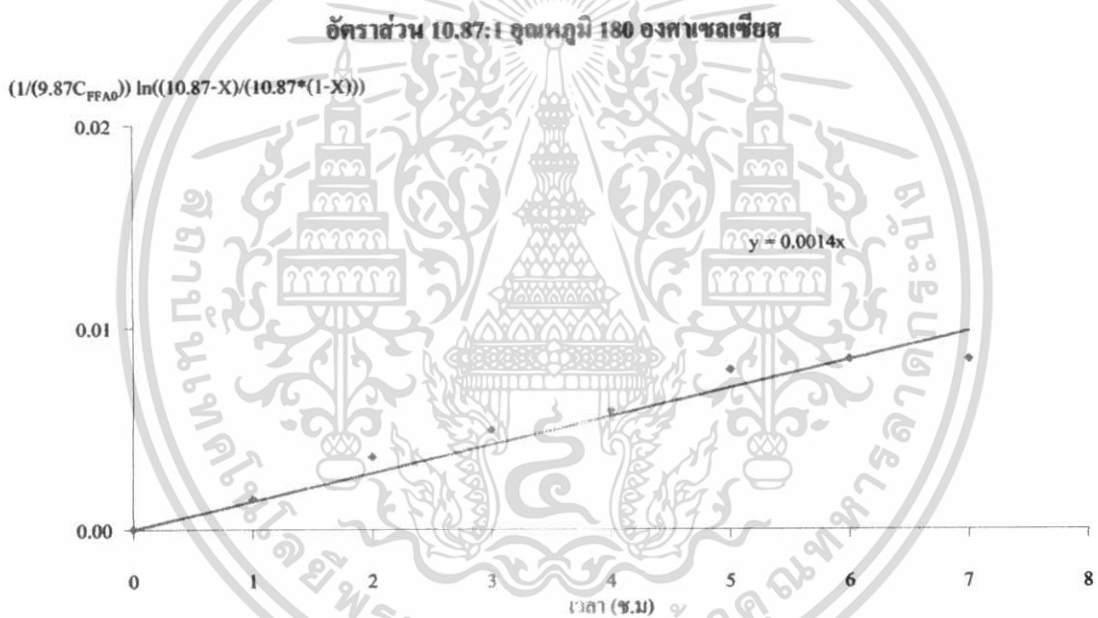 อัตราส่วน 10.87:1 อุณหภูมิ 180 องศาเซลเซียส
(1/(9.87C_FFA0)) ln((10.87-X)/(10.87*(1-X)))
0.02
y = 0.0014x
0.01
0.00
0 1 2 3 4 5 6 7 8
เวลา (ช.ม)